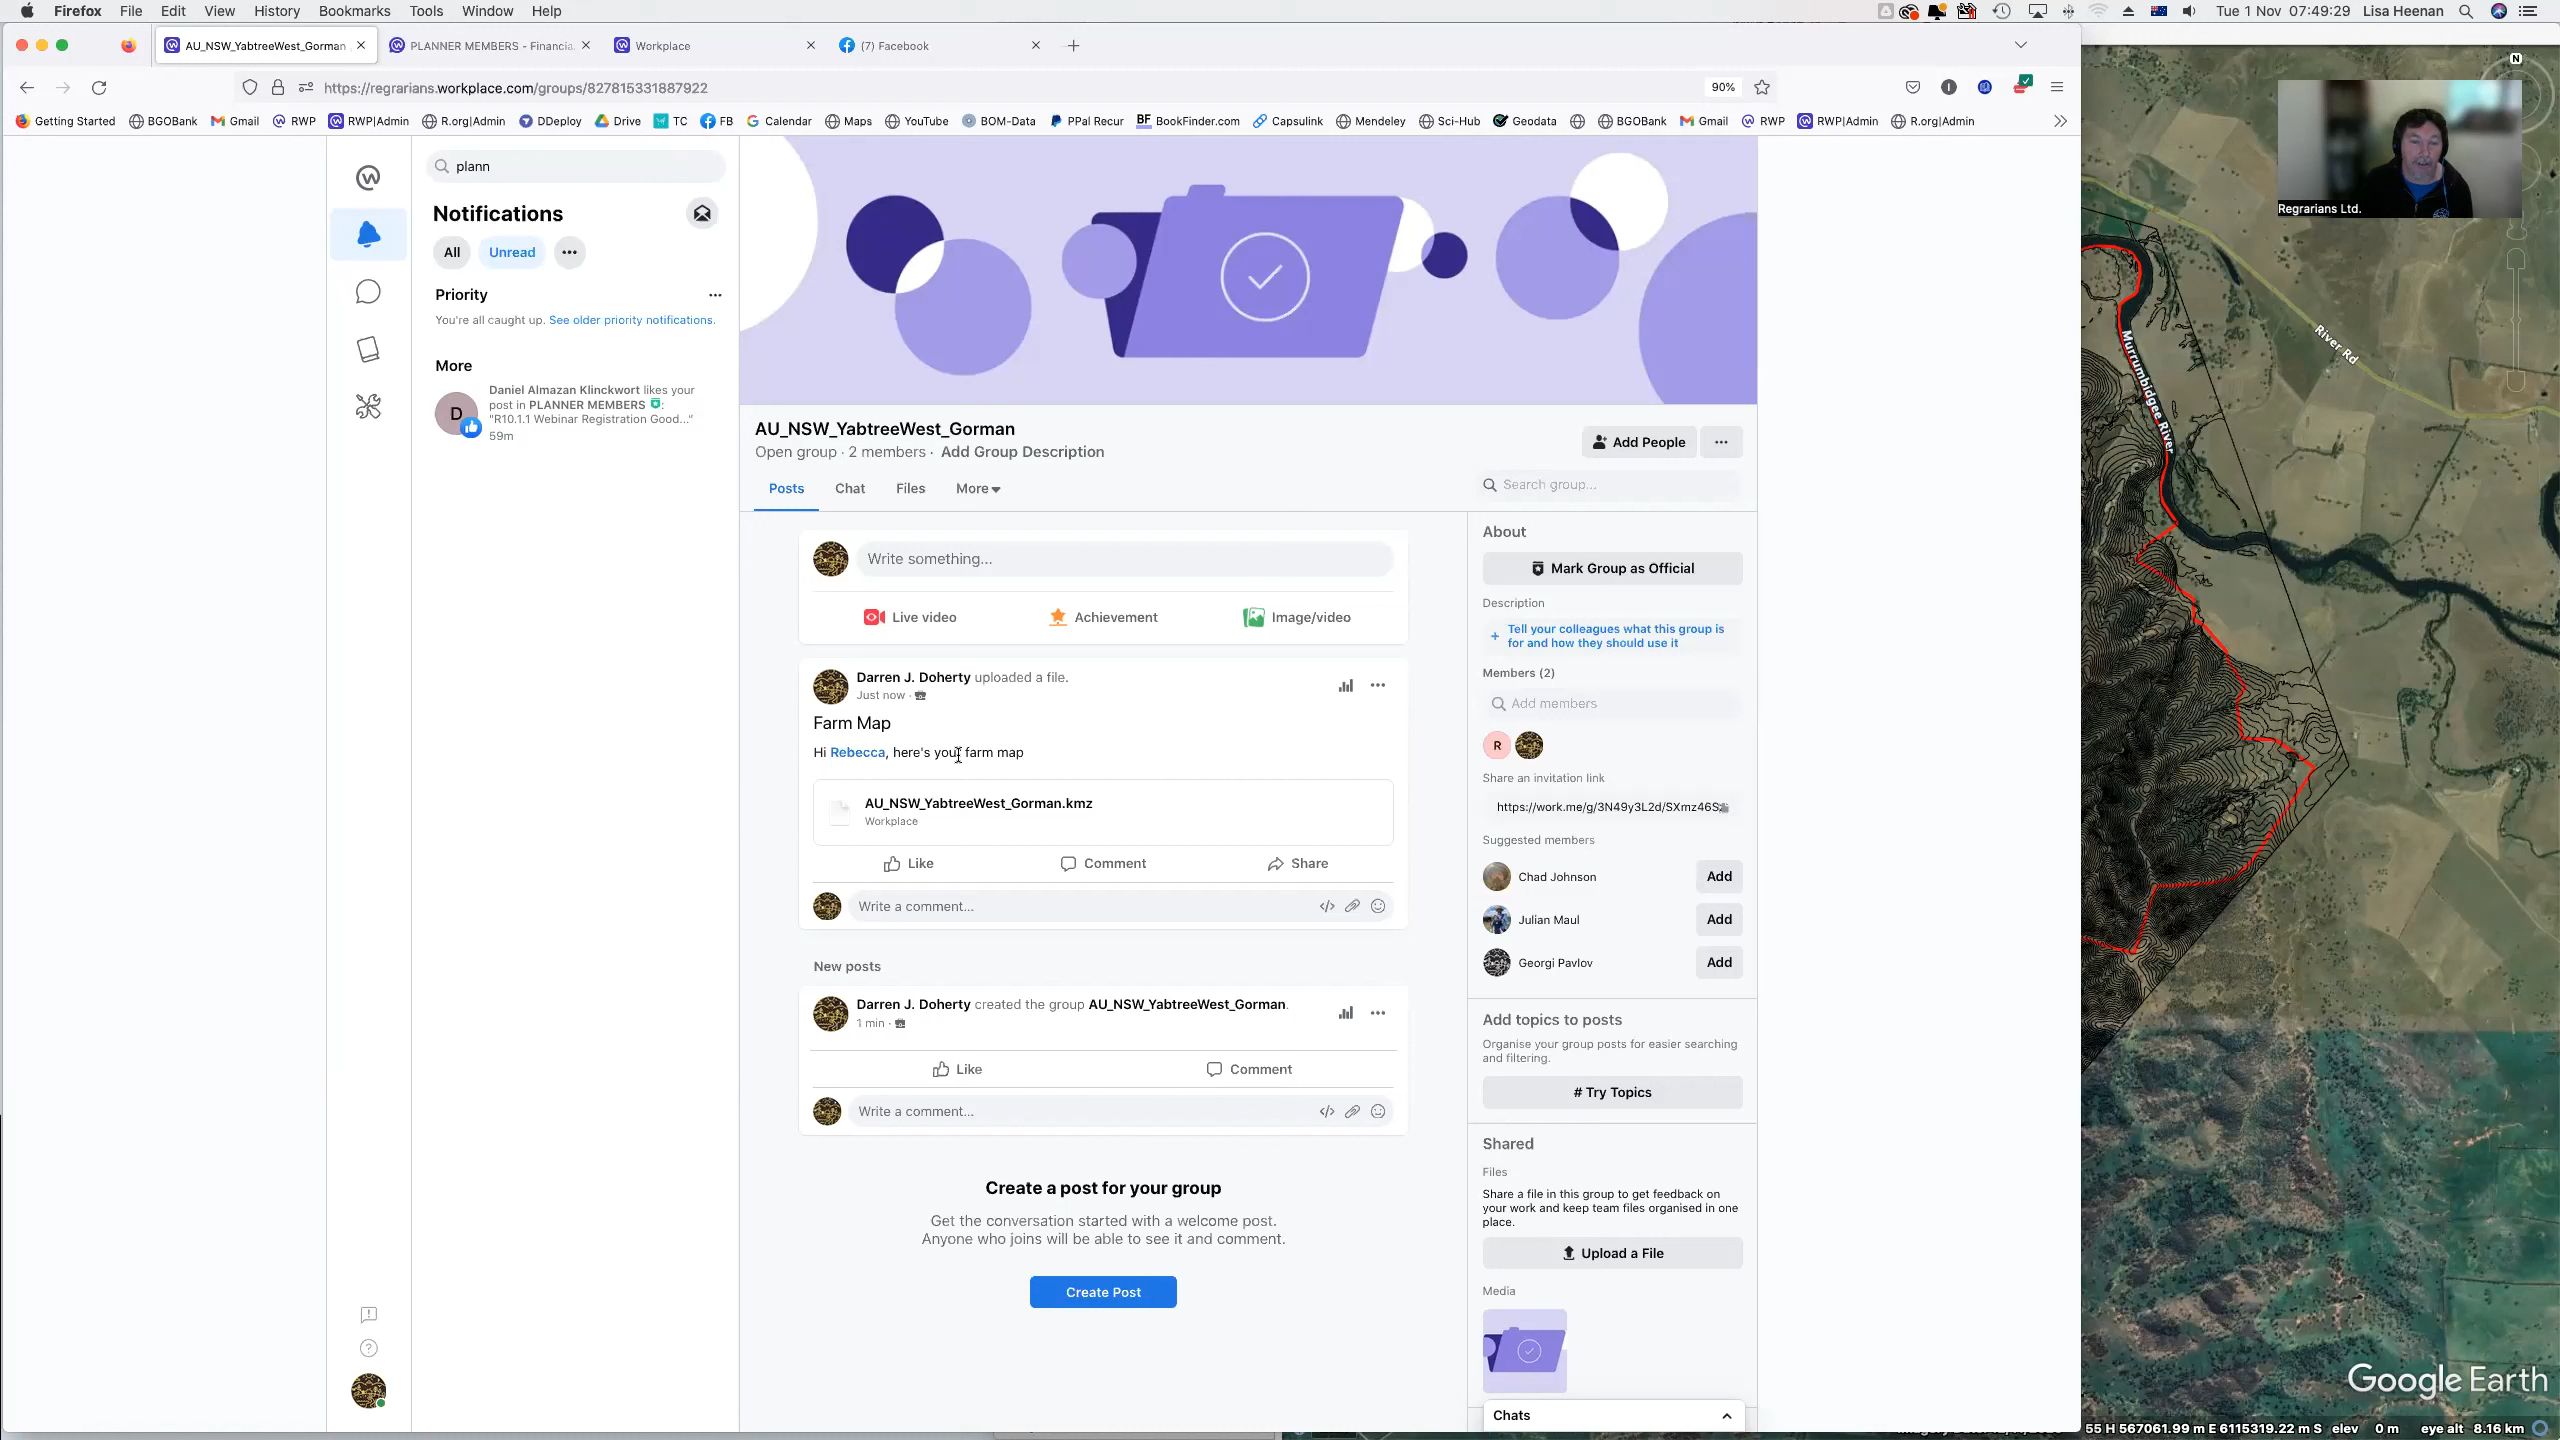 Firefox File Edit View History Bookmarks Tools Window Help
Tue 1 Nov 07:49:29 Lisa Heenan
AU_NSW_YabtreeWest_Gorman
PLANNER MEMBERS - Financia
Workplace
(7) Facebook
https://regrarians.workplace.com/groups/827815331887922
90%
Getting Started BGOBank Gmail RWP RWP|Admin R.org|Admin DDeploy Drive TC FB Calendar Maps YouTube BOM-Data PPal Recur BookFinder.com Capsulink Mendeley Sci-Hub Geodata BGOBank Gmail RWP RWP|Admin R.org|Admin
plann
Notifications
All Unread
Priority
You're all caught up. See older priority notifications.
More
D
Daniel Almazan Klinckwort likes your
post in PLANNER MEMBERS :
"R10.1.1 Webinar Registration Good..."
59m
AU_NSW_YabtreeWest_Gorman
Open group · 2 members · Add Group Description
Add People
Posts Chat Files More
Search group...
Write something...
Live video Achievement Image/video
Darren J. Doherty uploaded a file.
Just now
Farm Map
Hi Rebecca, here's your farm map
AU_NSW_YabtreeWest_Gorman.kmz
Workplace
Like Comment Share
Write a comment...
New posts
Darren J. Doherty created the group AU_NSW_YabtreeWest_Gorman.
1 min
Like Comment
Write a comment...
Create a post for your group
Get the conversation started with a welcome post.
Anyone who joins will be able to see it and comment.
Create Post
About
Mark Group as Official
Description
+ Tell your colleagues what this group is
for and how they should use it
Members (2)
Add members
R
Share an invitation link
https://work.me/g/3N49y3L2d/SXmz46S
Suggested members
Chad Johnson Add
Julian Maul Add
Georgi Pavlov Add
Add topics to posts
Organise your group posts for easier searching
and filtering.
# Try Topics
Shared
Files
Share a file in this group to get feedback on
your work and keep team files organised in one
place.
Upload a File
Media
Chats
N
Regrarians Ltd.
River Rd
Murrumbidgee River
Google Earth
55 H 567061.99 m E 6115319.22 m S elev 0 m eye alt 8.16 km